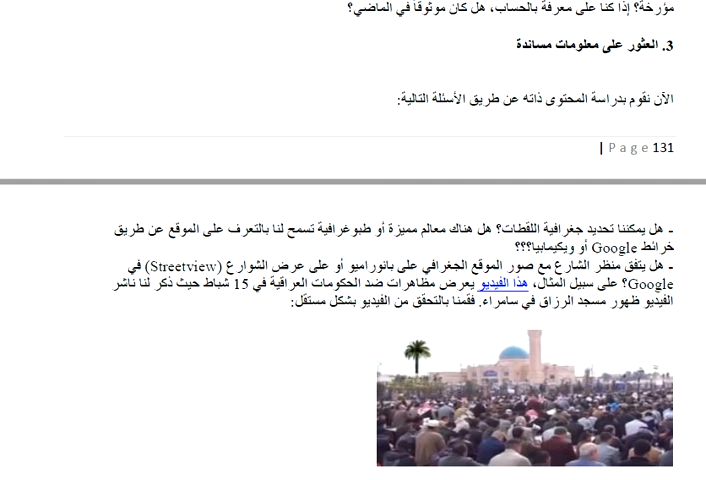 مؤرخة؟ إذا كنا على معرفة بالحساب، هل كان موثوقاً في الماضي؟
3. العثور على معلومات مساندة
الآن نقوم بدراسة المحتوى ذاته عن طريق الأسئلة التالية:
| Page 131
- هل يمكننا تحديد جغرافية اللقطات؟ هل هناك معالم مميزة أو طبوغرافية تسمح لنا بالتعرف على الموقع عن طريق
خرائط Google أو ويكيمابيا؟؟؟
- هل يتفق منظر الشارع مع صور الموقع الجغرافي على بانوراميو أو على عرض الشوارع (Streetview) في
Google؟ على سبيل المثال، هذا الفيديو يعرض مظاهرات ضد الحكومات العراقية في 15 شباط حيث ذكر لنا ناشر
الفيديو ظهور مسجد الرزاق في سامراء. فقمنا بالتحقق من الفيديو بشكل مستقل: